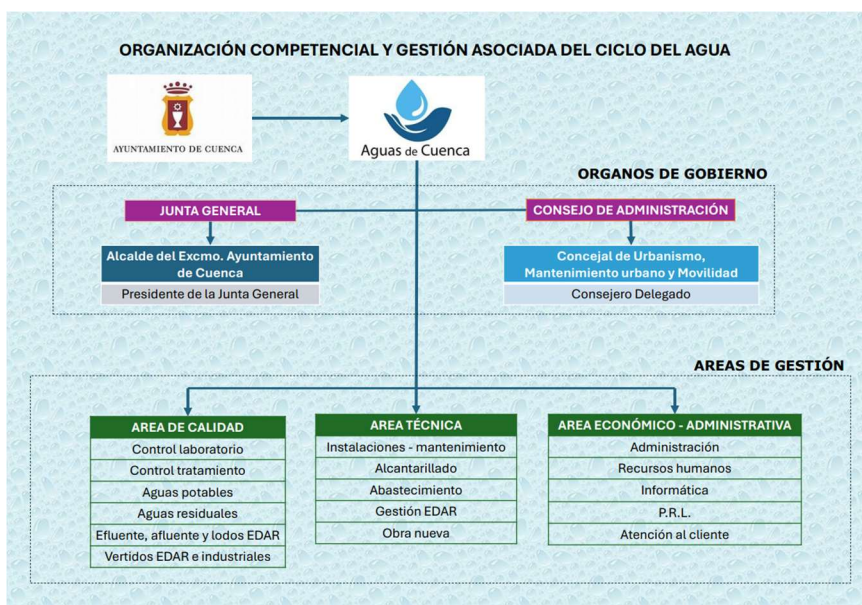 ORGANIZACIÓN COMPETENCIAL Y GESTIÓN ASOCIADA DEL CICLO DEL AGUA
AYUNTAMIENTO DE CUENCA
Aguas de Cuenca
ORGANOS DE GOBIERNO
JUNTA GENERAL
Alcalde del Excmo. Ayuntamiento
de Cuenca
Presidente de la Junta General
CONSEJO DE ADMINISTRACIÓN
Concejal de Urbanismo,
Mantenimiento urbano y Movilidad
Consejero Delegado
AREAS DE GESTIÓN
AREA DE CALIDAD
Control laboratorio
Control tratamiento
Aguas potables
Aguas residuales
Efluente, afluente y lodos EDAR
Vertidos EDAR e industriales
AREA TÉCNICA
Instalaciones - mantenimiento
Alcantarillado
Abastecimiento
Gestión EDAR
Obra nueva
AREA ECONÓMICO - ADMINISTRATIVA
Administración
Recursos humanos
Informática
P.R.L.
Atención al cliente